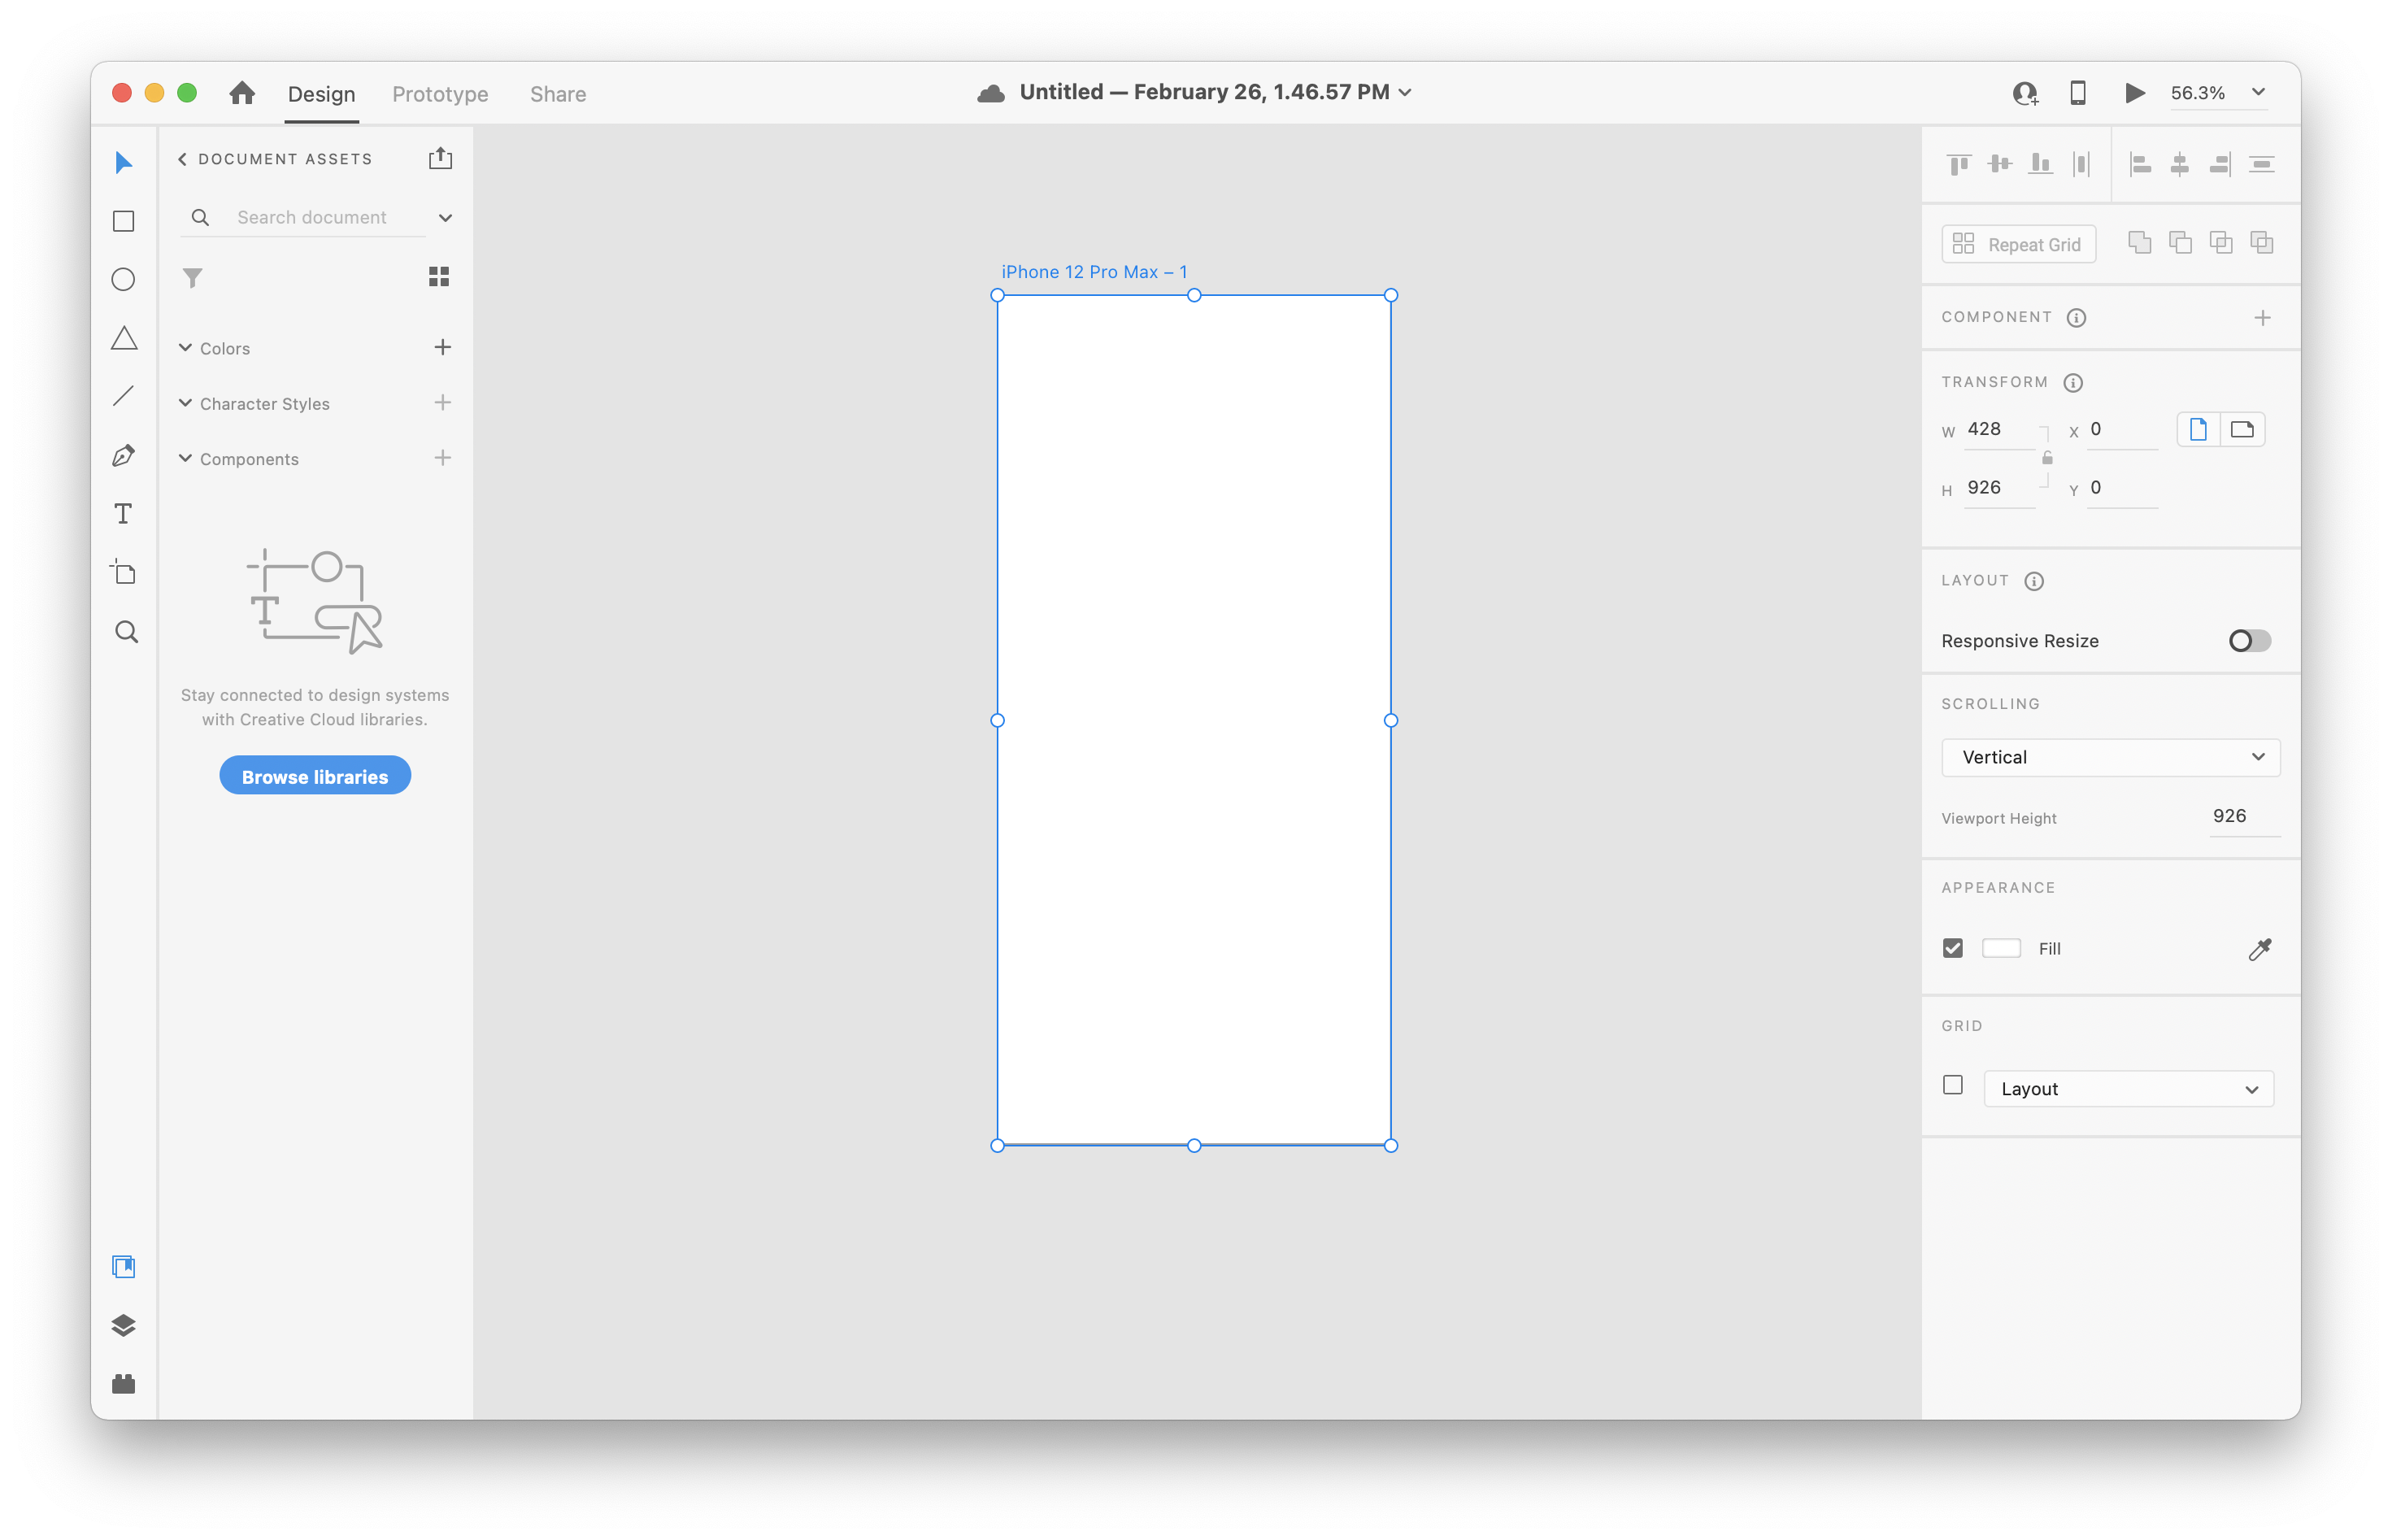 Design
Prototype
Share
Untitled — February 26, 1.46.57 PM
56.3%
DOCUMENT ASSETS
Search document
Colors
Character Styles
Components
Stay connected to design systems
with Creative Cloud libraries.
Browse libraries
iPhone 12 Pro Max – 1
Repeat Grid
COMPONENT
TRANSFORM
W 428 X 0
H 926 Y 0
LAYOUT
Responsive Resize
SCROLLING
Vertical
Viewport Height 926
APPEARANCE
Fill
GRID
Layout